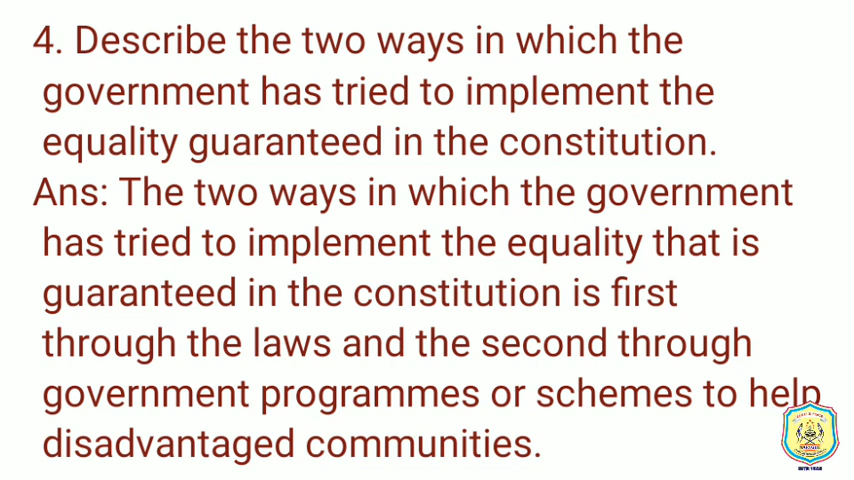 4. Describe the two ways in which the
government has tried to implement the
equality guaranteed in the constitution.
Ans: The two ways in which the government
has tried to implement the equality that is
guaranteed in the constitution is first
through the laws and the second through
government programmes or schemes to help
disadvantaged communities.